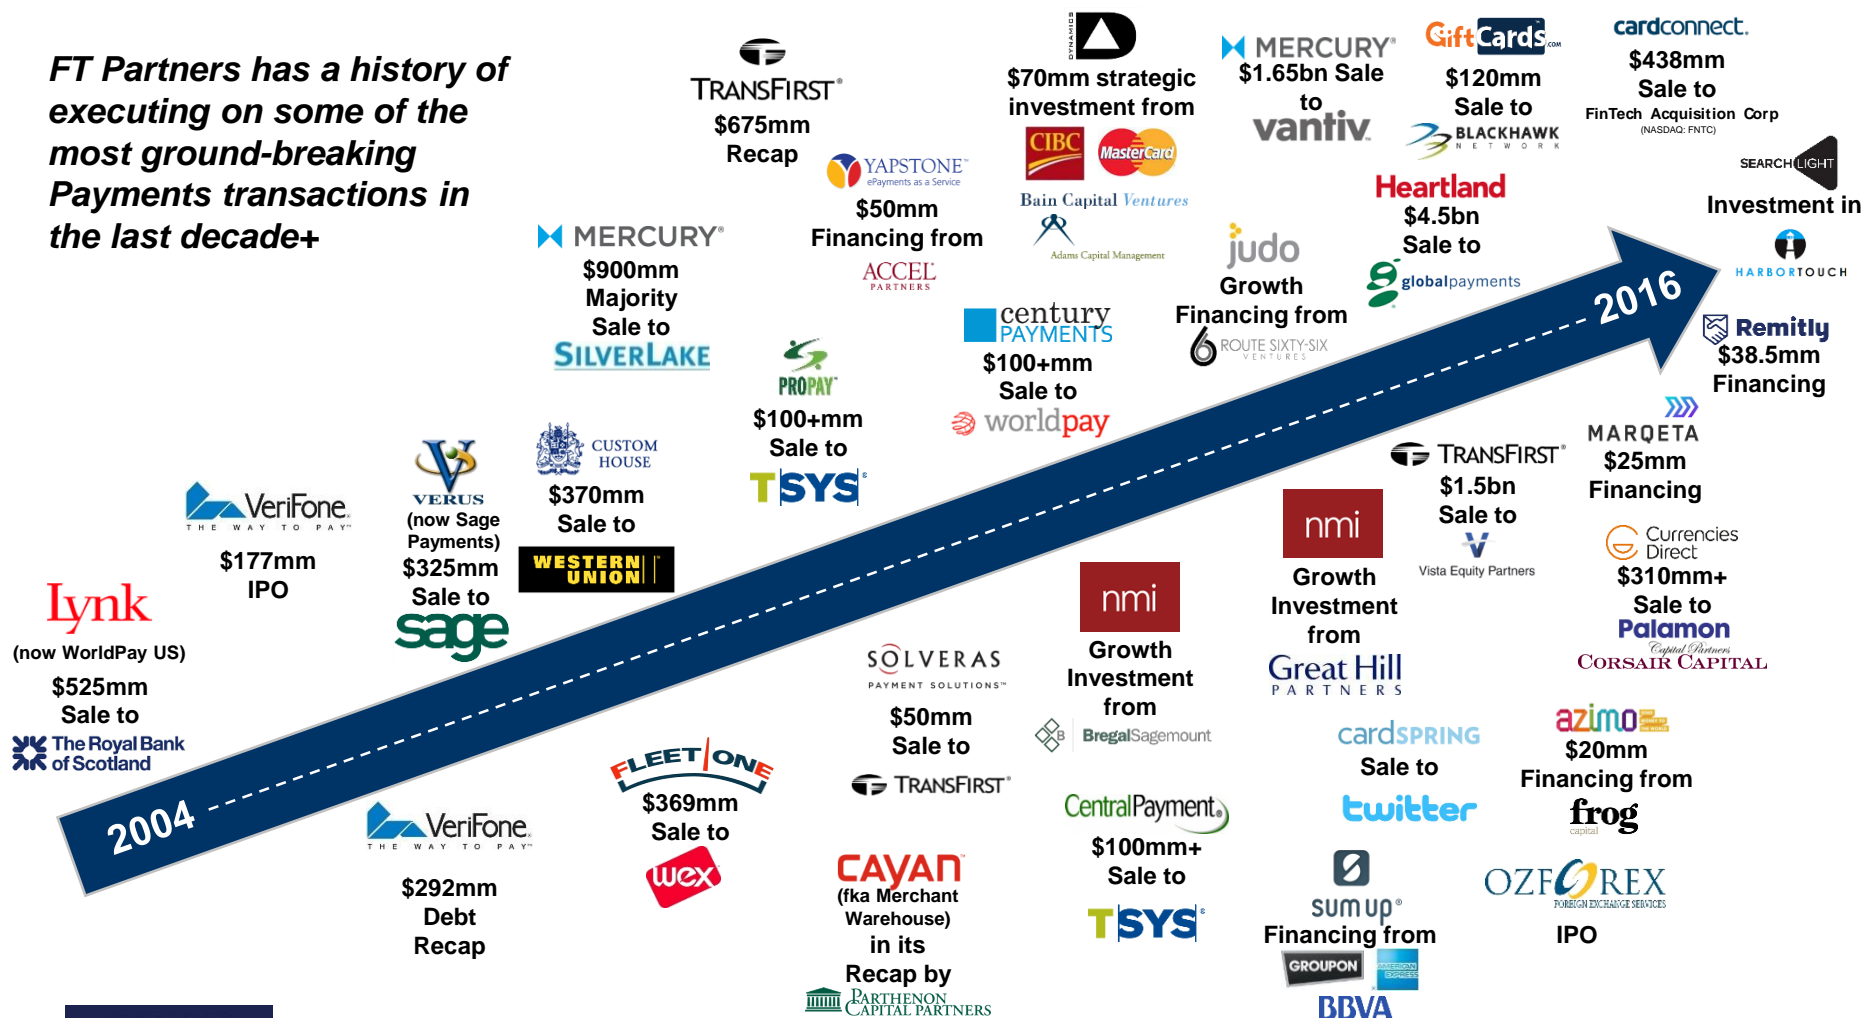 FT Partners has a history of
executing on some of the
most ground-breaking
Payments transactions in
the last decade+
Lynk
(now WorldPay US)
$525mm
Sale to
The Royal Bank
of Scotland
VeriFone.
THE WAY TO PAY™
$177mm
IPO
VERUS
(now Sage
Payments)
$325mm
Sale to
sage
CUSTOM
HOUSE
$370mm
Sale to
WESTERN
UNION
MERCURY®
$900mm
Majority
Sale to
SILVERLAKE
TRANSFIRST®
$675mm
Recap
PROPAY™
$100+mm
Sale to
TSYS®
YAPSTONE™
ePayments as a Service
$50mm
Financing from
ACCEL®
PARTNERS
DYNAMICS
$70mm strategic
investment from
CIBC
MasterCard
Bain Capital Ventures
Adams Capital Management
century
PAYMENTS
$100+mm
Sale to
worldpay
MERCURY®
$1.65bn Sale
to
vantiv
judo
Growth
Financing from
6 ROUTE SIXTY-SIX
VENTURES
GiftCards.COM
$120mm
Sale to
BLACKHAWK
NETWORK
Heartland
$4.5bn
Sale to
globalpayments
cardconnect.
$438mm
Sale to
FinTech Acquisition Corp
(NASDAQ: FNTC)
SEARCHLIGHT
Investment in
HARBORTOUCH
Remitly
$38.5mm
Financing
2004
2016
VeriFone.
THE WAY TO PAY™
$292mm
Debt
Recap
FLEET ONE
$369mm
Sale to
wex
SOLVERAS
PAYMENT SOLUTIONS™
$50mm
Sale to
TRANSFIRST®
CAYAN™
(fka Merchant
Warehouse)
in its
Recap by
PARTHENON
CAPITAL PARTNERS
nmi
Growth
Investment
from
B BregalSagemount
CentralPayment®
$100mm+
Sale to
TSYS®
nmi
Growth
Investment
from
Great Hill
PARTNERS
cardSPRING
Sale to
twitter
sumup®
Financing from
GROUPON
AMERICAN
EXPRESS
BBVA
TRANSFIRST®
$1.5bn
Sale to
V
Vista Equity Partners
MARQETA
$25mm
Financing
Currencies
Direct
$310mm+
Sale to
Palamon
Capital Partners
CORSAIR CAPITAL
azimo
$20mm
Financing from
frog
capital
OZFOREX
FOREIGN EXCHANGE SERVICES
IPO